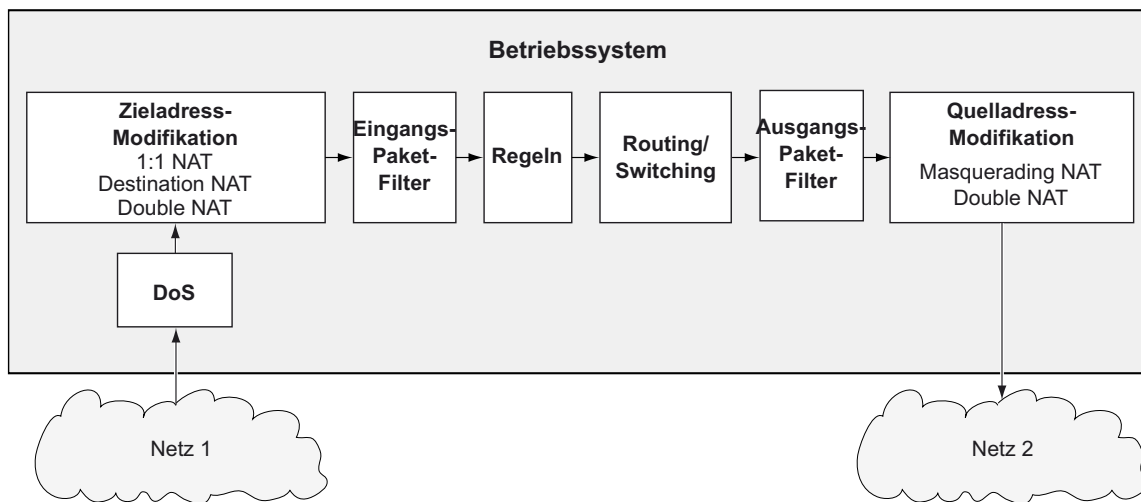 Betriebssystem
Zieladress-
Modifikation
1:1 NAT
Destination NAT
Double NAT
Eingangs-
Paket-
Filter
Regeln
Routing/
Switching
Ausgangs-
Paket-
Filter
Quelladress-
Modifikation
Masquerading NAT
Double NAT
DoS
Netz 1
Netz 2